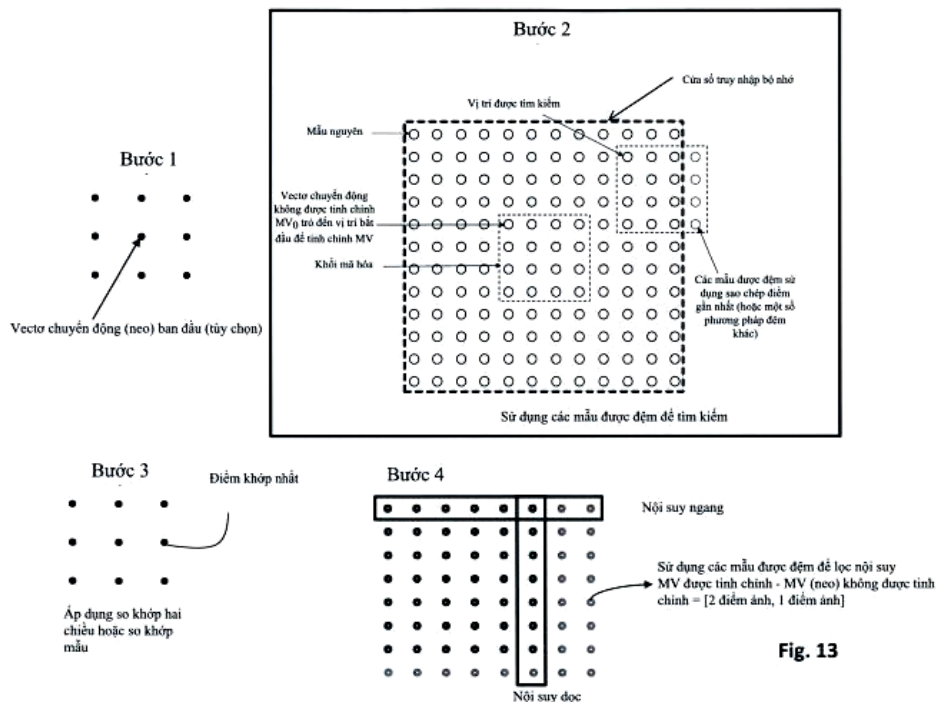 Bước 1
Vectơ chuyển động (neo) ban đầu (tùy chọn)
Bước 2
Cửa sổ truy nhập bộ nhớ
Vị trí được tìm kiếm
Mẫu nguyên
Vectơ chuyển động
không được tinh chỉnh
MV0 trỏ đến vị trí bắt
đầu để tinh chỉnh MV
Khối mã hóa
Các mẫu được đệm sử
dụng sao chép điểm
gần nhất (hoặc một số
phương pháp đệm
khác)
Sử dụng các mẫu được đệm để tìm kiếm
Bước 3
Điểm khớp nhất
Áp dụng so khớp hai
chiều hoặc so khớp
mẫu
Bước 4
Nội suy ngang
Sử dụng các mẫu được đệm để lọc nội suy
MV được tinh chỉnh - MV (neo) không được tinh
chỉnh = [2 điểm ảnh, 1 điểm ảnh]
Nội suy dọc
Fig. 13